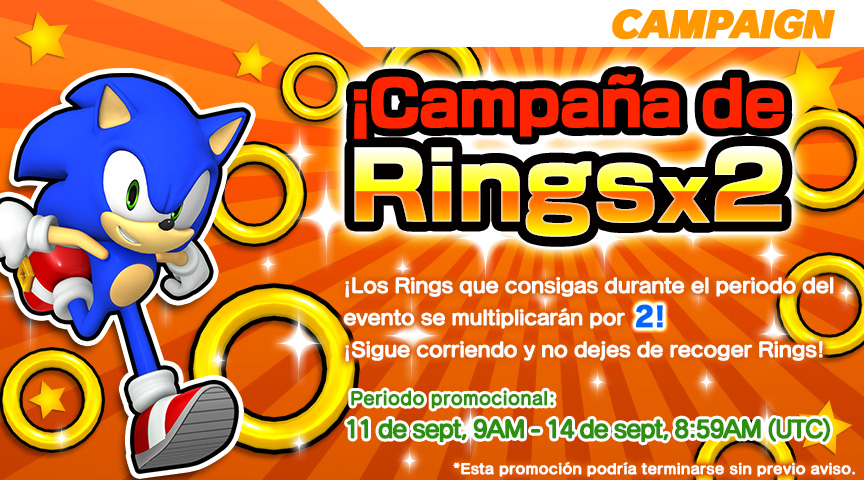 CAMPAIGN
¡Campaña de
Ringsx2
¡Los Rings que consigas durante el periodo del
evento se multiplicarán por 2!
¡Sigue corriendo y no dejes de recoger Rings!
Periodo promocional:
11 de sept, 9AM - 14 de sept, 8:59AM (UTC)
*Esta promoción podría terminarse sin previo aviso.